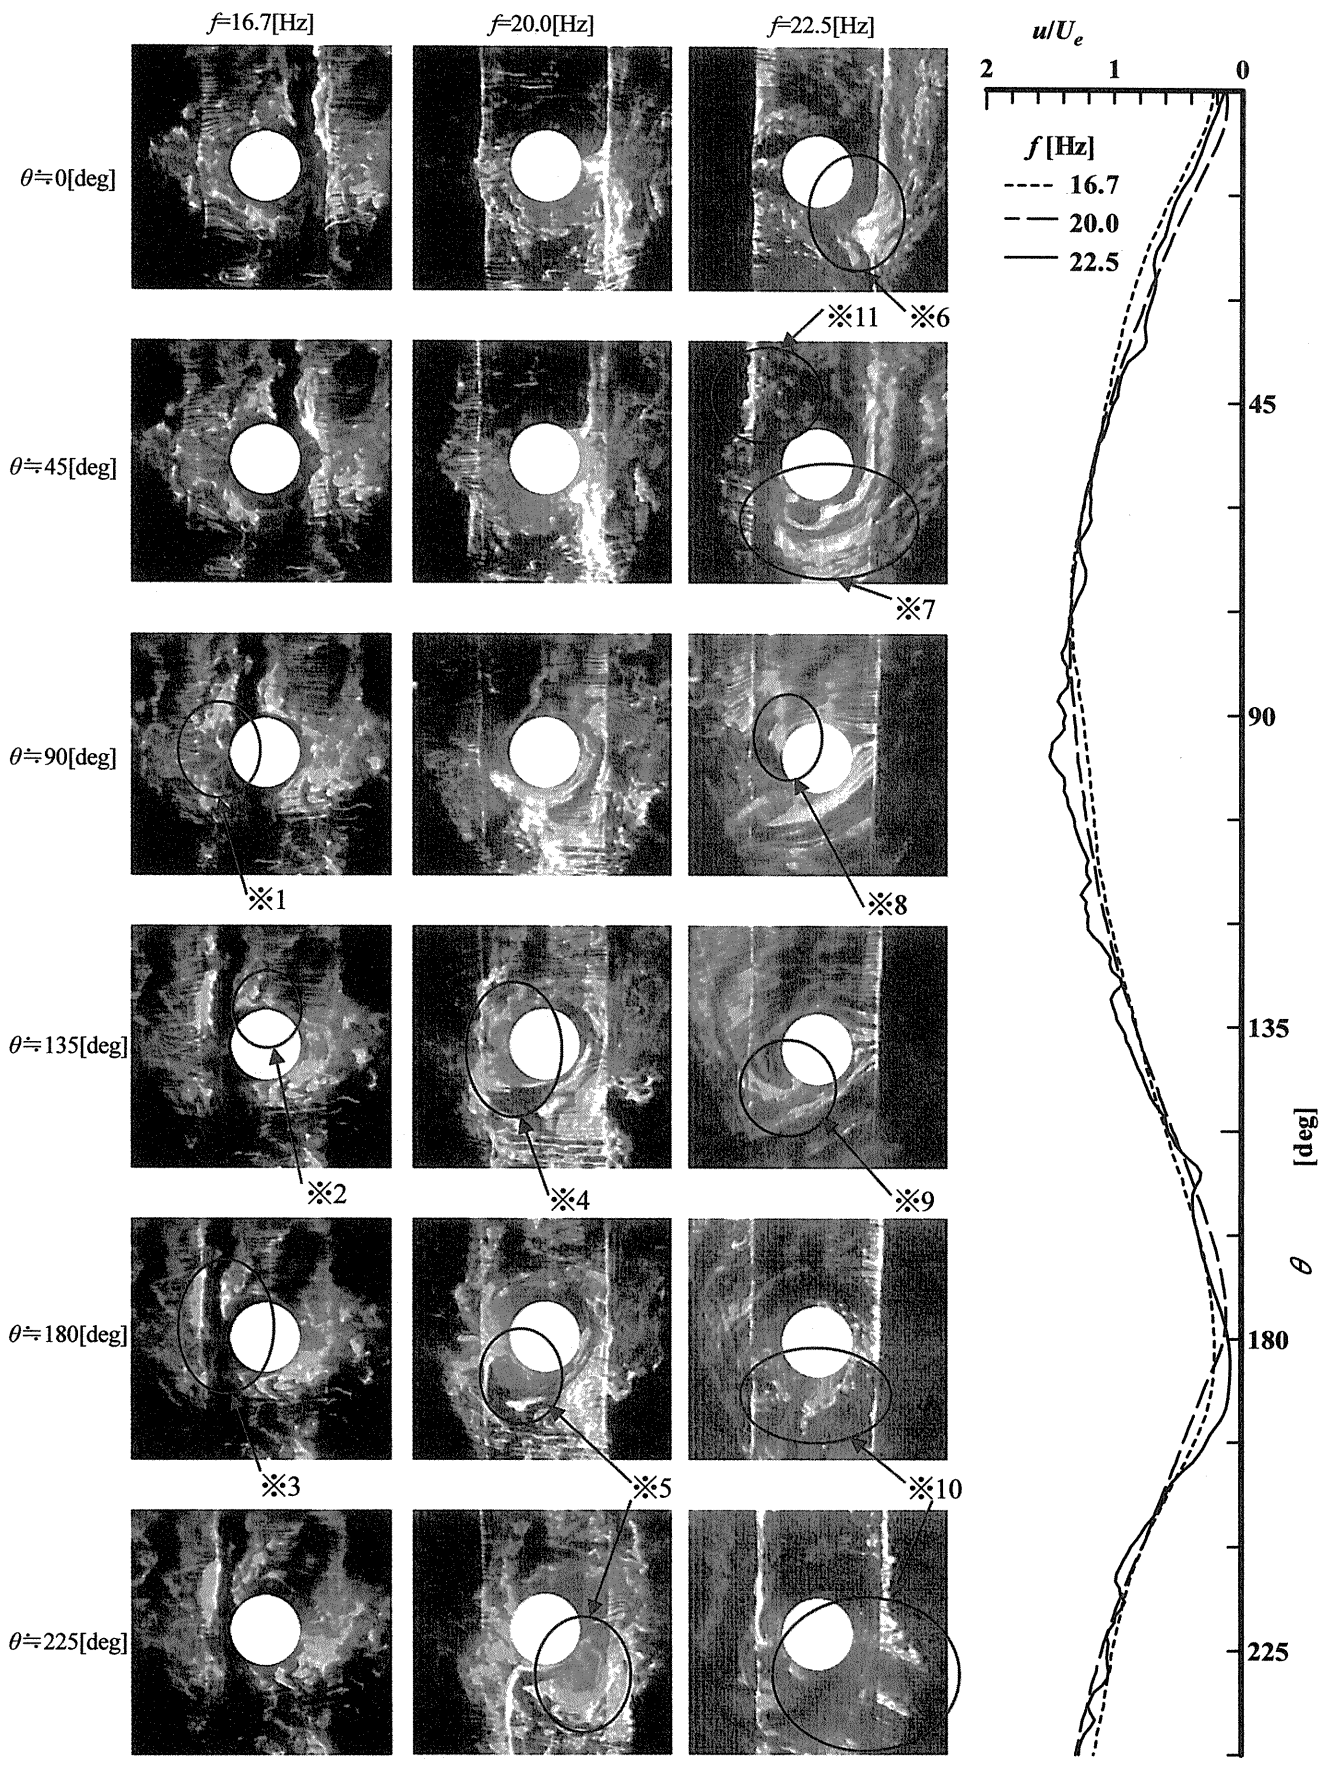 f=16.7[Hz]
f=20.0[Hz]
f=22.5[Hz]
u/Uₑ
2 1 0
f [Hz]
16.7
20.0
22.5
θ≒0[deg]
※11
※6
45
θ≒45[deg]
※7
90
θ≒90[deg]
※1
※8
135
θ≒135[deg]
※2
※4
※9
θ [deg]
180
θ≒180[deg]
※3
※5
※10
225
θ≒225[deg]